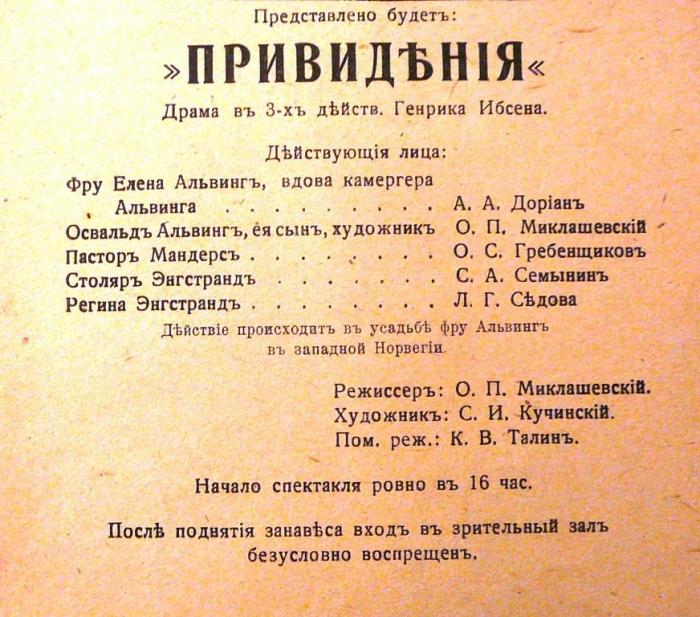 Представлено будетъ:
»ПРИВИДѢНІЯ«
Драма въ 3-хъ дѣйств. Генрика Ибсена.
Дѣйствующія лица:
Фру Елена Альвингъ, вдова камергера
Альвинга . . . . . . . . . А. А. Доріанъ
Освальдъ Альвингъ, ея сынъ, художникъ О. П. Миклашевскій
Пасторъ Мандерсъ . . . . . . . . О. С. Гребенщиковъ
Столяръ Энгстрандъ . . . . . . . С. А. Семынинъ
Регина Энгстрандъ . . . . . . . . Л. Г. Сѣдова
Дѣйствіе происходитъ въ усадьбѣ фру Альвингъ
въ западной Норвегіи.
Режиссеръ: О. П. Миклашевскій.
Художникъ: С. И. Кучинскій.
Пом. реж.: К. В. Талинъ.
Начало спектакля ровно въ 16 час.
Послѣ поднятія занавѣса входъ въ зрительный залъ
безусловно воспрещенъ.